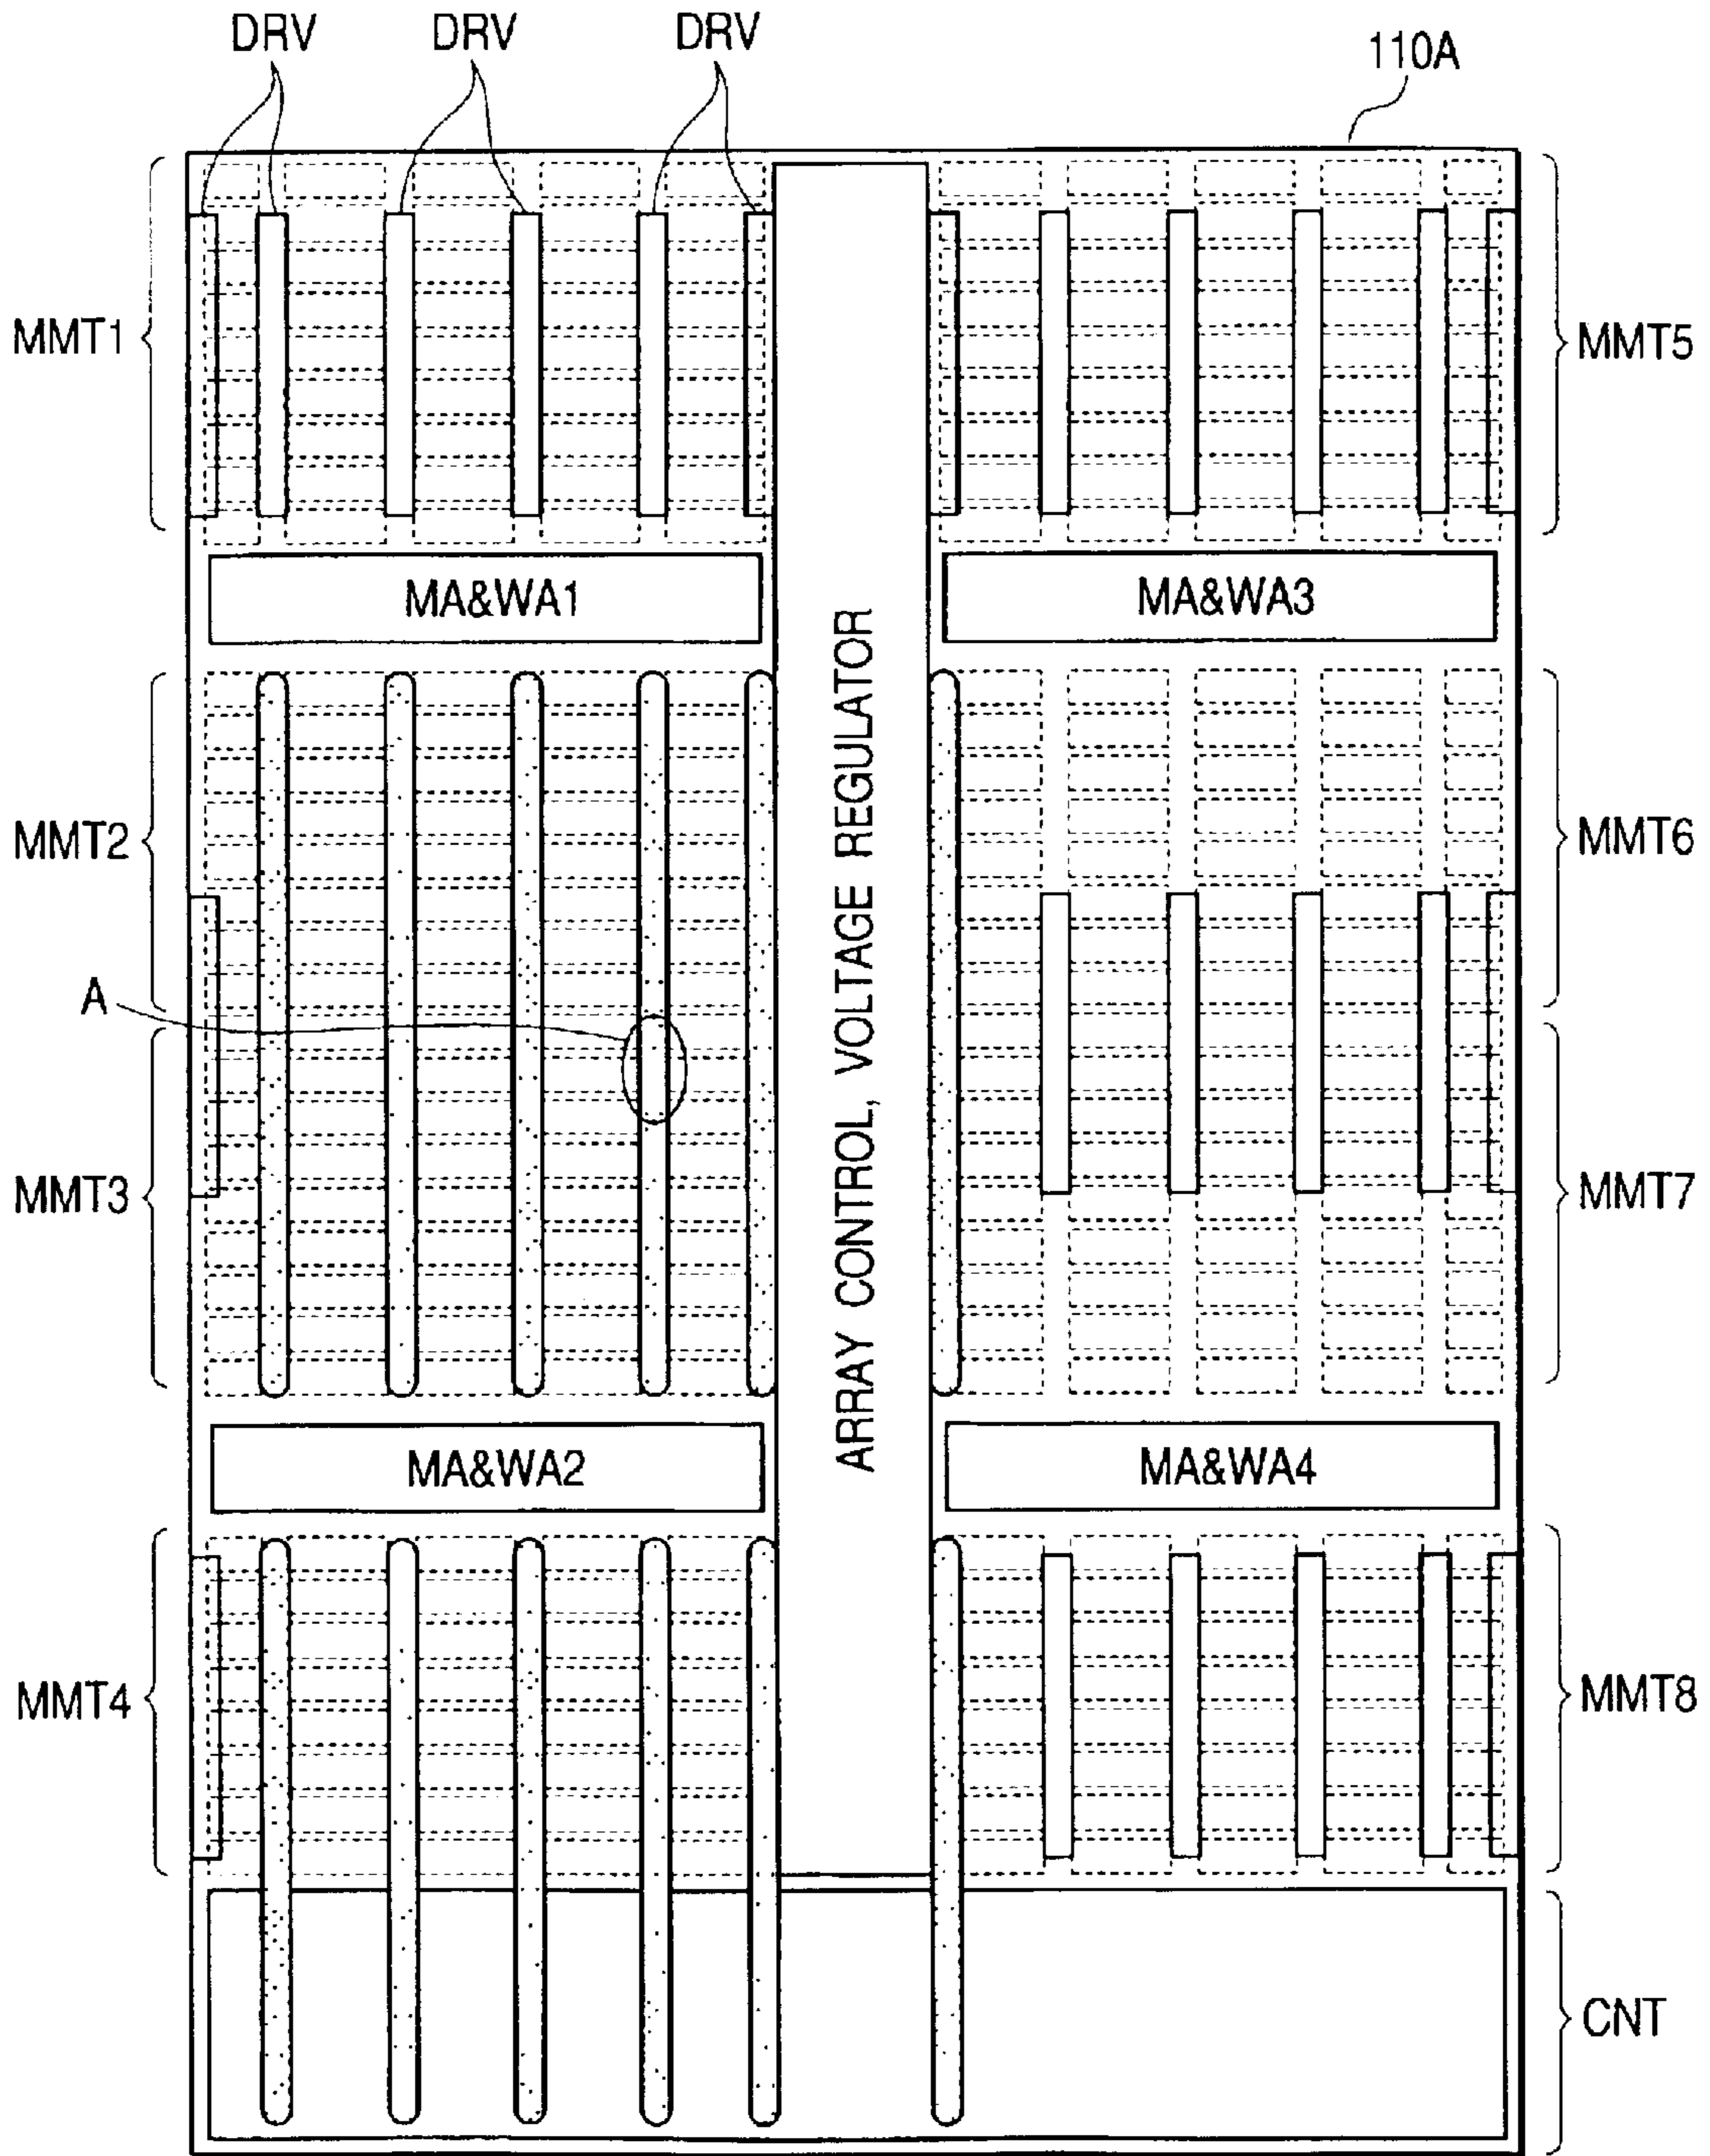 DRV DRV DRV
110A
MMT1
MMT5
MA&WA1
MA&WA3
ARRAY CONTROL, VOLTAGE REGULATOR
MMT2
MMT6
A
MMT3
MMT7
MA&WA2
MA&WA4
MMT4
MMT8
CNT